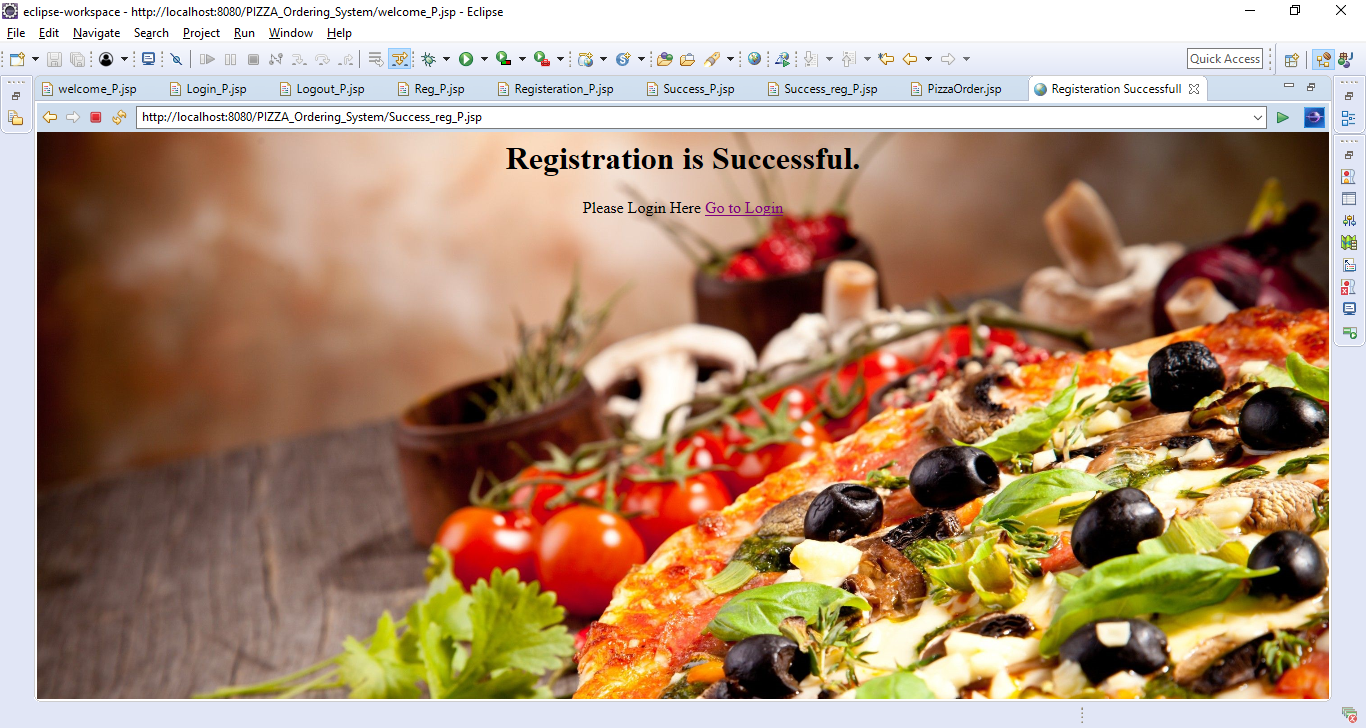 eclipse-workspace - http://localhost:8080/PIZZA_Ordering_System/welcome_P.jsp - Eclipse
File Edit Navigate Search Project Run Window Help
Quick Access
welcome_P.jsp Login_P.jsp Logout_P.jsp Reg_P.jsp Registeration_P.jsp Success_P.jsp Success_reg_P.jsp PizzaOrder.jsp Registeration Successfull
http://localhost:8080/PIZZA_Ordering_System/Success_reg_P.jsp
Registration is Successful.
Please Login Here Go to Login